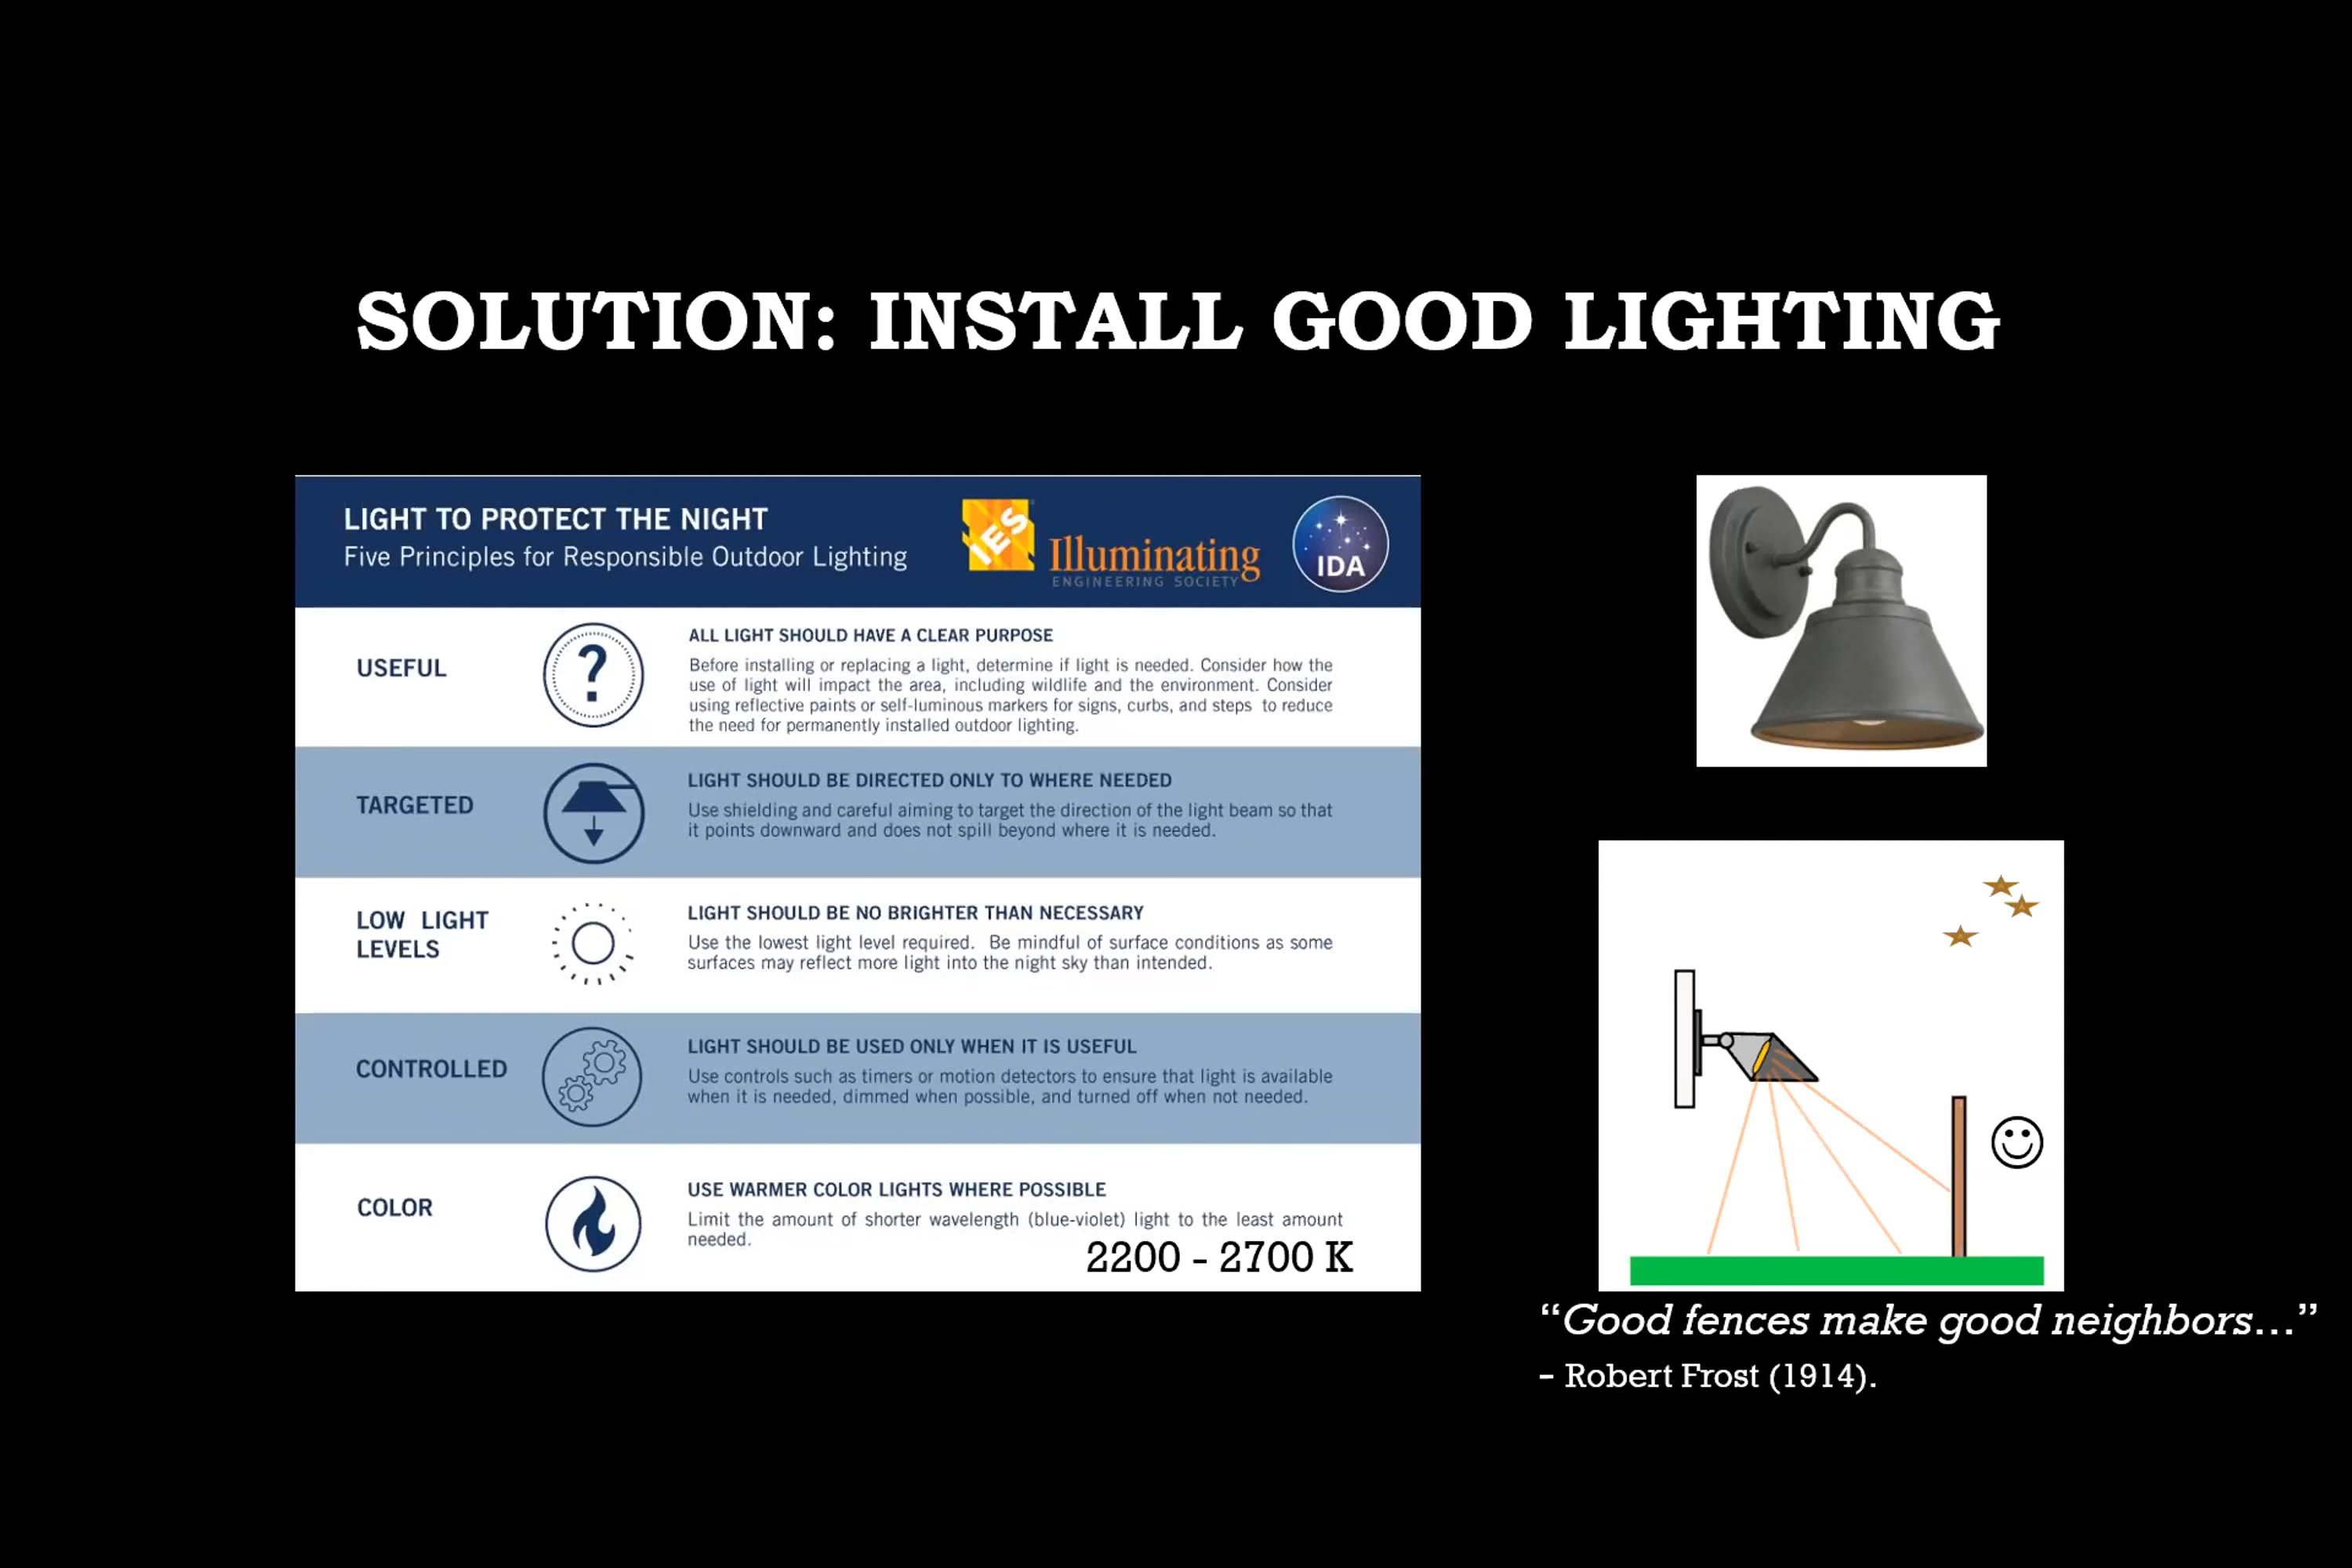 SOLUTION: INSTALL GOOD LIGHTING
LIGHT TO PROTECT THE NIGHT
Five Principles for Responsible Outdoor Lighting
IES
Illuminating
ENGINEERING SOCIETY
IDA
USEFUL
?
ALL LIGHT SHOULD HAVE A CLEAR PURPOSE
Before installing or replacing a light, determine if light is needed. Consider how the
use of light will impact the area, including wildlife and the environment. Consider
using reflective paints or self-luminous markers for signs, curbs, and steps to reduce
the need for permanently installed outdoor lighting.
TARGETED
LIGHT SHOULD BE DIRECTED ONLY TO WHERE NEEDED
Use shielding and careful aiming to target the direction of the light beam so that
it points downward and does not spill beyond where it is needed.
LOW LIGHT
LEVELS
LIGHT SHOULD BE NO BRIGHTER THAN NECESSARY
Use the lowest light level required. Be mindful of surface conditions as some
surfaces may reflect more light into the night sky than intended.
CONTROLLED
LIGHT SHOULD BE USED ONLY WHEN IT IS USEFUL
Use controls such as timers or motion detectors to ensure that light is available
when it is needed, dimmed when possible, and turned off when not needed.
COLOR
USE WARMER COLOR LIGHTS WHERE POSSIBLE
Limit the amount of shorter wavelength (blue-violet) light to the least amount
needed.
2200 - 2700 K
“Good fences make good neighbors…”
– Robert Frost (1914).